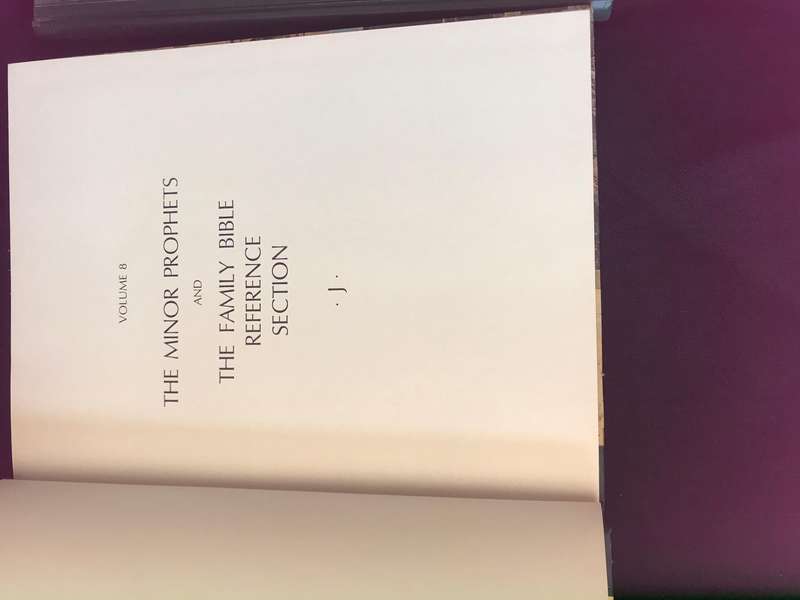 VOLUME 8
THE MINOR PROPHETS
AND
THE FAMILY BIBLE
REFERENCE
SECTION
· J ·